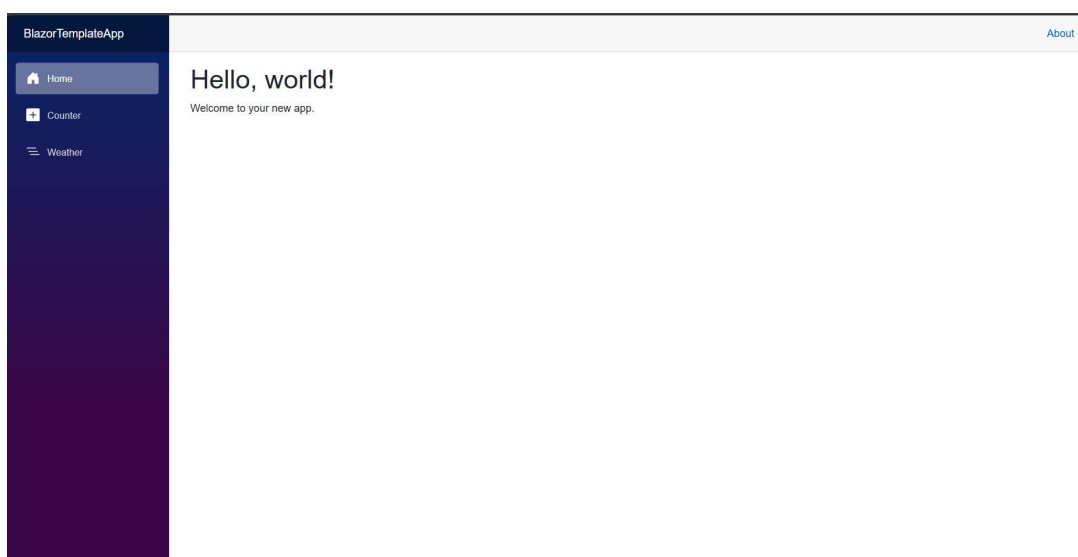 BlazorTemplateApp
About
Home
Counter
Weather
Hello, world!
Welcome to your new app.